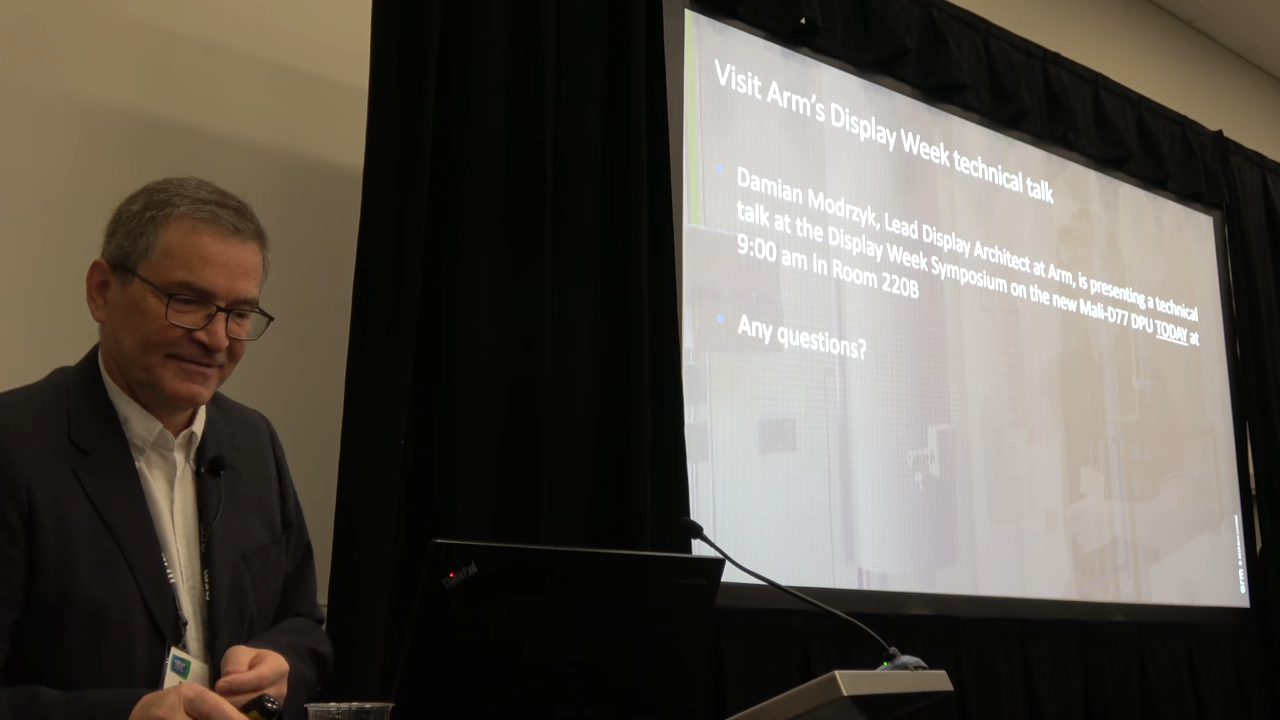 Visit Arm's Display Week technical talk
Damian Modrzyk, Lead Display Architect at Arm, is presenting a technical
talk at the Display Week Symposium on the new Mali-D77 DPU TODAY at
9:00 am in Room 220B
Any questions?
ThinkPad
arm